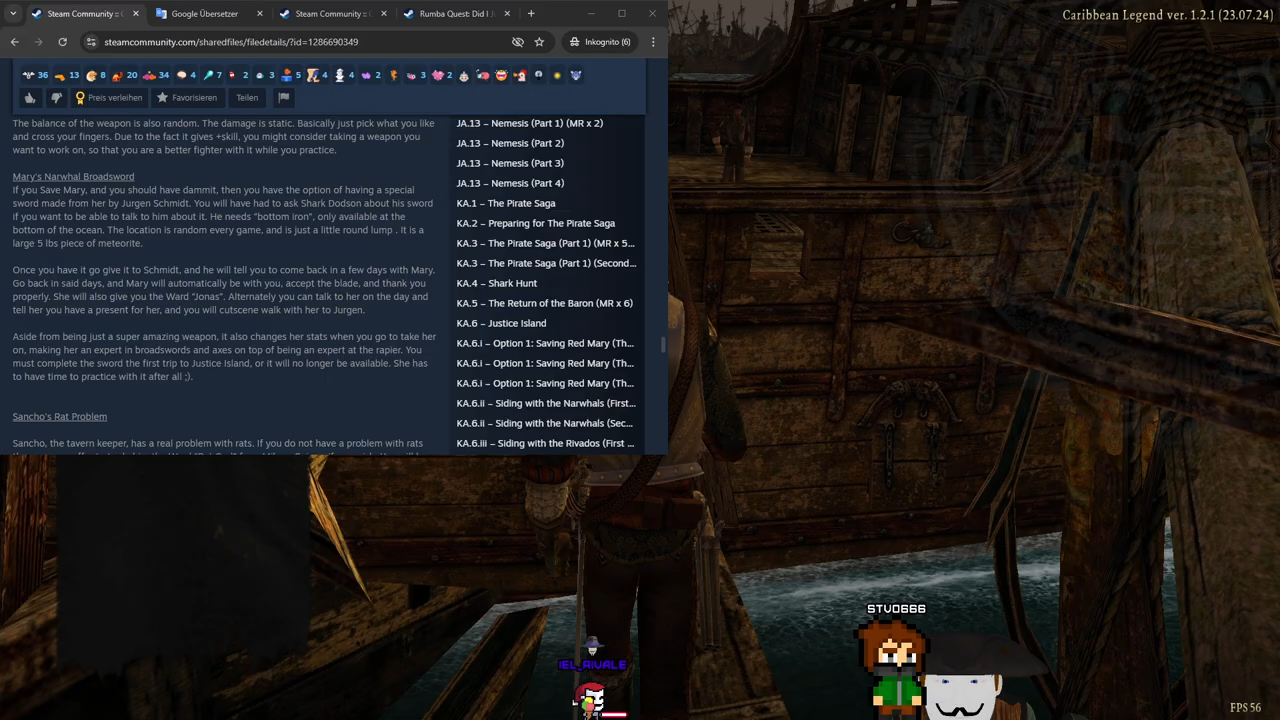 Steam Community :: (
Google Übersetzer
Steam Community :: (
Rumba Quest: Did I J
steamcommunity.com/sharedfiles/filedetails/?id=1286690349
Inkognito (6)
36 13 8 20 34 4 7 2 3 5 4 4 2 3 2
Preis verleihen
Favorisieren
Teilen
The balance of the weapon is also random. The damage is static. Basically just pick what you like
and cross your fingers. Due to the fact it gives +skill, you might consider taking a weapon you
want to work on, so that you are a better fighter with it while you practice.
Mary's Narwhal Broadsword
If you Save Mary, and you should have dammit, then you have the option of having a special
sword made from her by Jurgen Schmidt. You will have had to ask Shark Dodson about his sword
if you want to be able to talk to him about it. He needs "bottom iron", only available at the
bottom of the ocean. The location is random every game, and is just a little round lump . It is a
large 5 lbs piece of meteorite.
Once you have it go give it to Schmidt, and he will tell you to come back in a few days with Mary.
Go back in said days, and Mary will automatically be with you, accept the blade, and thank you
properly. She will also give you the Ward "Jonas". Alternately you can talk to her on the day and
tell her you have a present for her, and you will cutscene walk with her to Jurgen.
Aside from being just a super amazing weapon, it also changes her stats when you go to take her
on, making her an expert in broadswords and axes on top of being an expert at the rapier. You
must complete the sword the first trip to Justice Island, or it will no longer be available. She has
to have time to practice with it after all ;).
Sancho's Rat Problem
Sancho, the tavern keeper, has a real problem with rats. If you do not have a problem with rats
JA.13 – Nemesis (Part 1) (MR x 2)
JA.13 – Nemesis (Part 2)
JA.13 – Nemesis (Part 3)
JA.13 – Nemesis (Part 4)
KA.1 – The Pirate Saga
KA.2 – Preparing for The Pirate Saga
KA.3 – The Pirate Saga (Part 1) (MR x 5...
KA.3 – The Pirate Saga (Part 1) (Second...
KA.4 – Shark Hunt
KA.5 – The Return of the Baron (MR x 6)
KA.6 – Justice Island
KA.6.i – Option 1: Saving Red Mary (Th...
KA.6.i – Option 1: Saving Red Mary (Th...
KA.6.i – Option 1: Saving Red Mary (Th...
KA.6.ii – Siding with the Narwhals (First...
KA.6.ii – Siding with the Narwhals (Sec...
KA.6.iii – Siding with the Rivados (First ...
Caribbean Legend ver. 1.2.1 (23.07.24)
STVO666
IEL_RIVALE
FPS 56